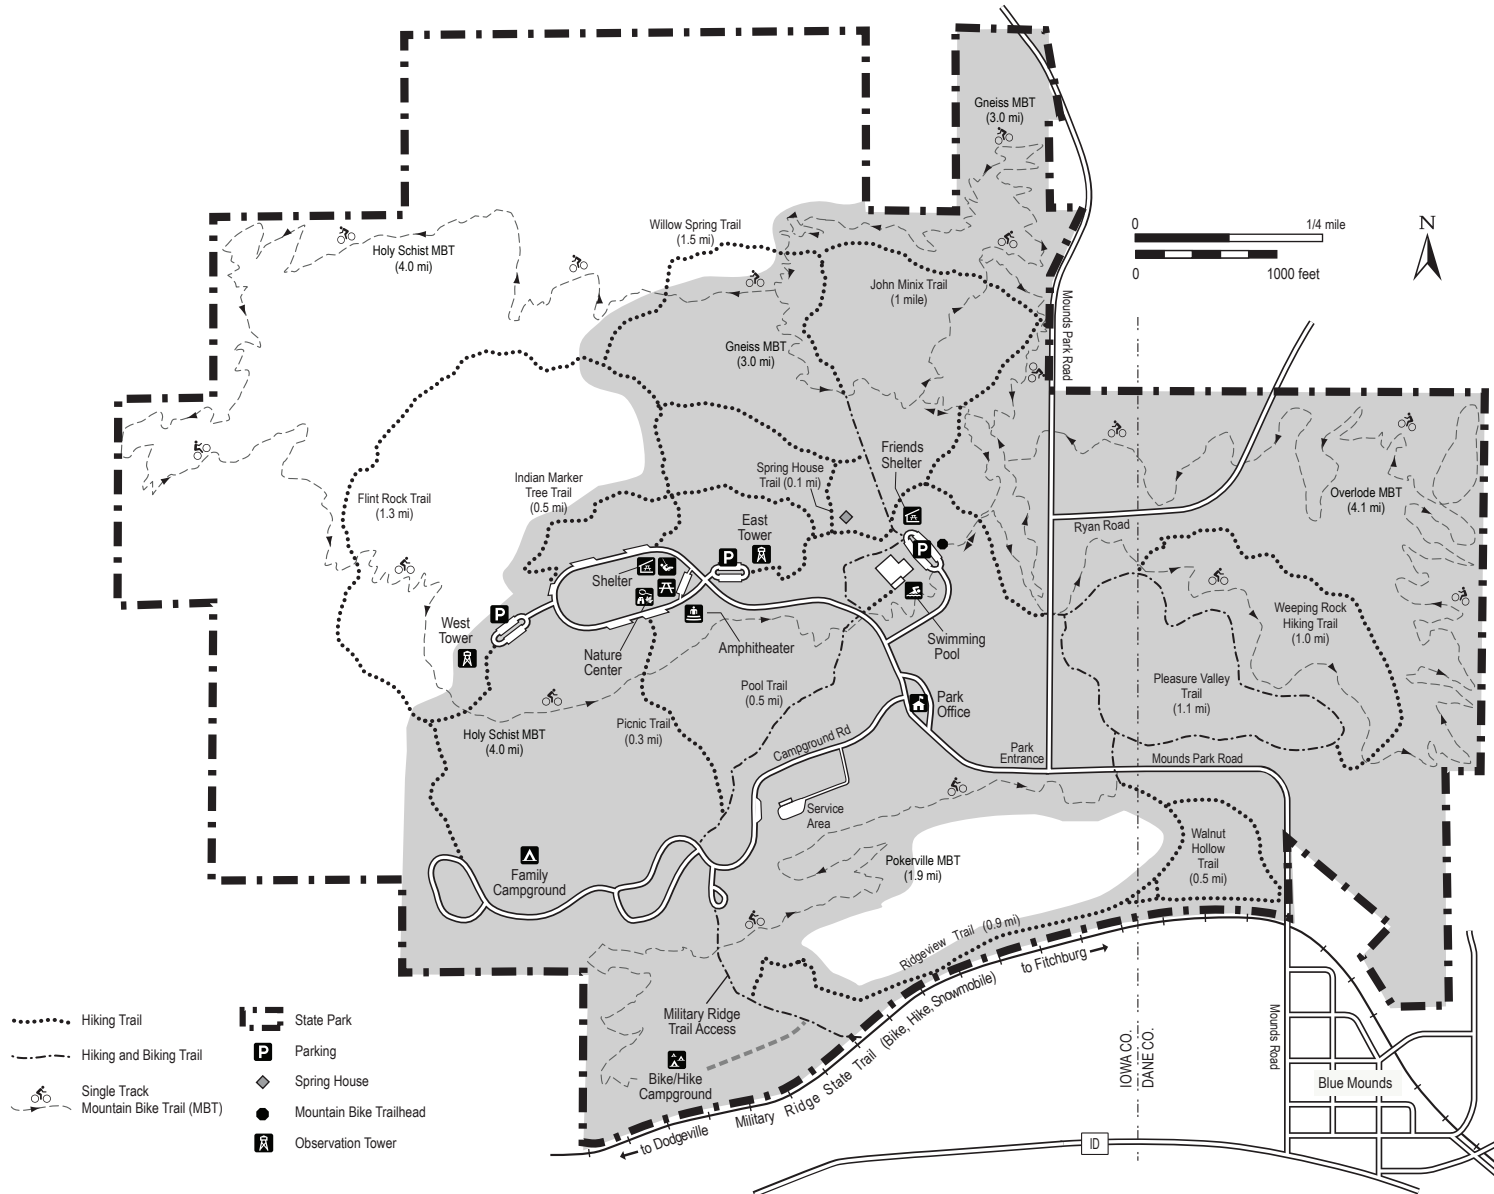 Gneiss MBT
(3.0 mi)
Willow Spring Trail
(1.5 mi)
0 1/4 mile
0 1000 feet
N
Holy Schist MBT
(4.0 mi)
John Minix Trail
(1 mile)
Mounds Park Road
Gneiss MBT
(3.0 mi)
Friends
Shelter
Spring House
Trail (0.1 mi)
Indian Marker
Tree Trail
(0.5 mi)
Flint Rock Trail
(1.3 mi)
Overlode MBT
(4.1 mi)
East
Tower
P
P
Ryan Road
Shelter
P
West
Tower
Weeping Rock
Hiking Trail
(1.0 mi)
Nature
Center
Amphitheater
Swimming
Pool
Pool Trail
(0.5 mi)
Pleasure Valley
Trail
(1.1 mi)
Park
Office
Picnic Trail
(0.3 mi)
Holy Schist MBT
(4.0 mi)
Campground Rd
Park
Entrance
Mounds Park Road
Service
Area
Walnut
Hollow
Trail
(0.5 mi)
Pokerville MBT
(1.9 mi)
Family
Campground
Ridgeview Trail (0.9 mi)
to Fitchburg
Military Ridge
Trail Access
Bike/Hike
Campground
Military Ridge State Trail (Bike, Hike, Snowmobile)
to Dodgeville
IOWA CO.
DANE CO.
Mounds Road
Blue Mounds
ID
Hiking Trail
Hiking and Biking Trail
Single Track
Mountain Bike Trail (MBT)
State Park
P Parking
Spring House
Mountain Bike Trailhead
Observation Tower